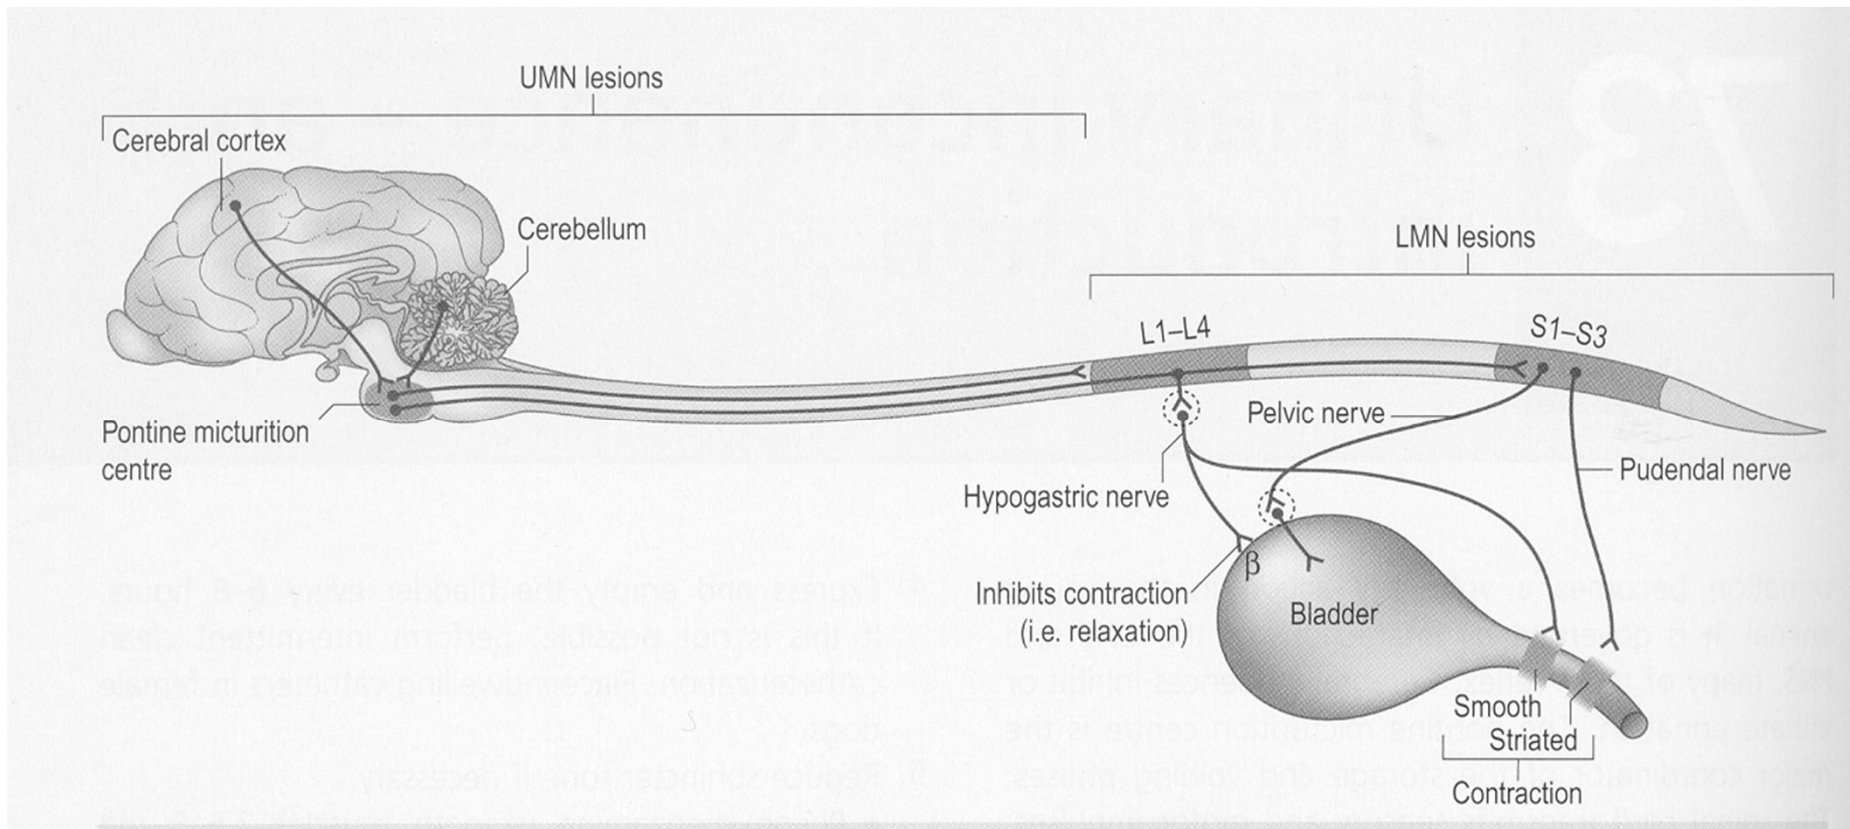 UMN lesions
Cerebral cortex
Cerebellum
LMN lesions
L1–L4
S1–S3
Pontine micturition
centre
Pelvic nerve
Pudendal nerve
Hypogastric nerve
β
Inhibits contraction
(i.e. relaxation)
Bladder
Smooth
Striated
Contraction